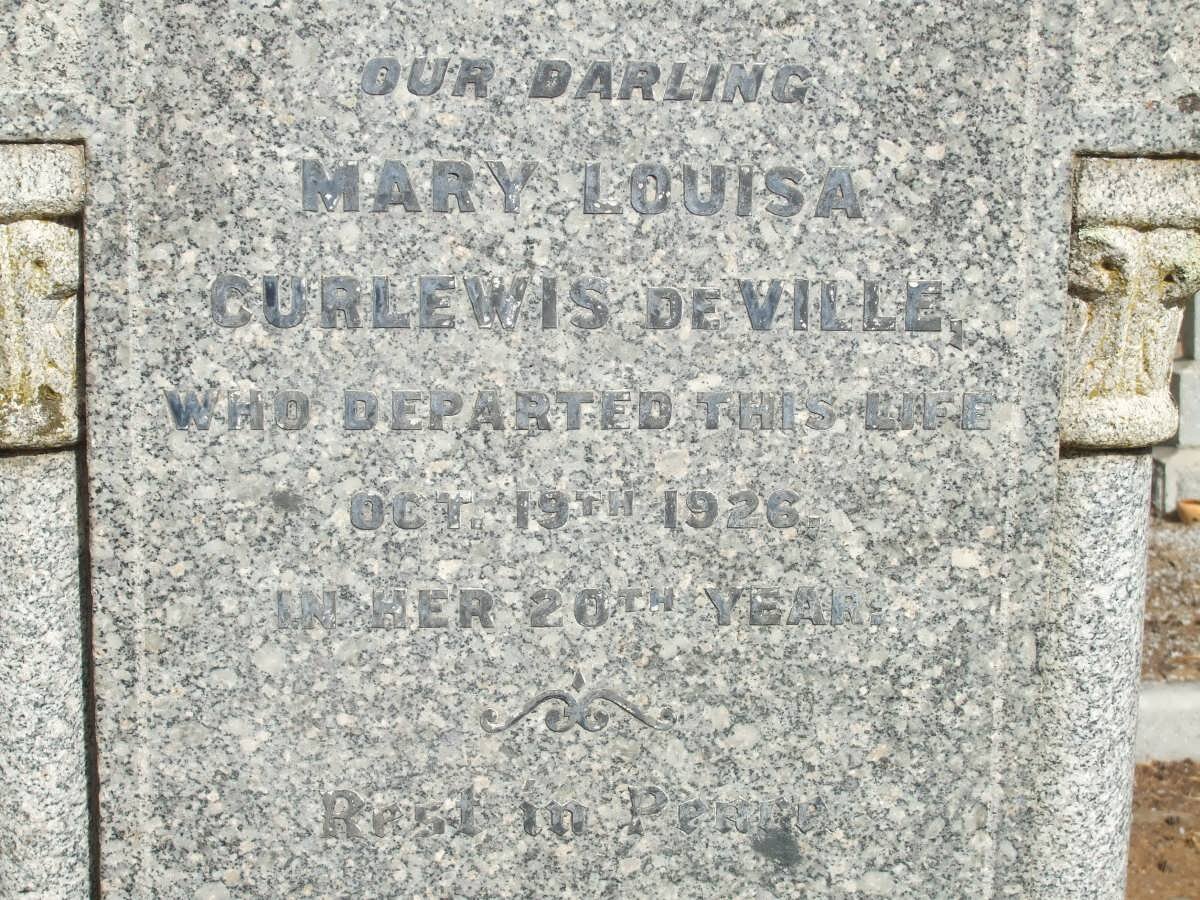 OUR DARLING
MARY LOUISA
CURLEWIS DE VILLE,
WHO DEPARTED THIS LIFE
OCT. 19TH 1926.
IN HER 20TH YEAR.
Rest in Peace